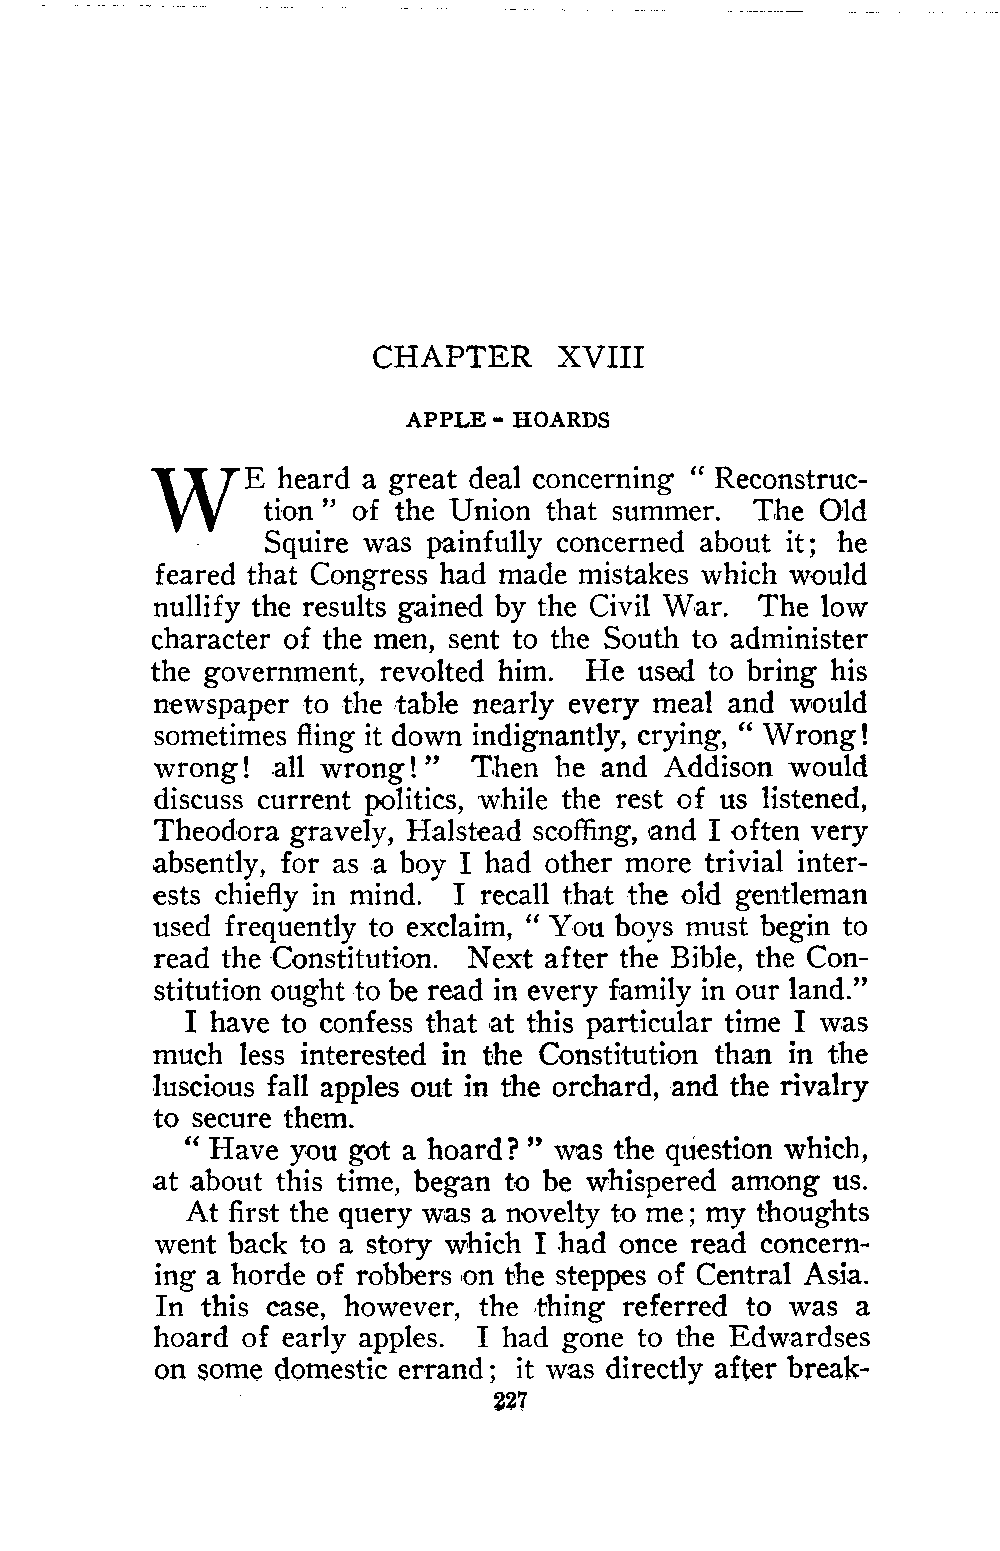 CHAPTER XVIII
APPLE - HOARDS
WE heard a great deal concerning " Reconstruc-
tion " of the Union that summer. The Old
Squire was painfully concerned about it; he
feared that Congress had made mistakes which would
nullify the results gained by the Civil War. The low
character of the men, sent to the South to administer
the government, revolted him. He used to bring his
newspaper to the table nearly every meal and would
sometimes fling it down indignantly, crying, " Wrong!
wrong! all wrong! " Then he and Addison would
discuss current politics, while the rest of us listened,
Theodora gravely, Halstead scoffing, and I often very
absently, for as a boy I had other more trivial inter-
ests chiefly in mind. I recall that the old gentleman
used frequently to exclaim, " You boys must begin to
read the Constitution. Next after the Bible, the Con-
stitution ought to be read in every family in our land."
I have to confess that at this particular time I was
much less interested in the Constitution than in the
luscious fall apples out in the orchard, and the rivalry
to secure them.
" Have you got a hoard? " was the question which,
at about this time, began to be whispered among us.
At first the query was a novelty to me; my thoughts
went back to a story which I had once read concern-
ing a horde of robbers on the steppes of Central Asia.
In this case, however, the thing referred to was a
hoard of early apples. I had gone to the Edwardses
on some domestic errand; it was directly after break-
227